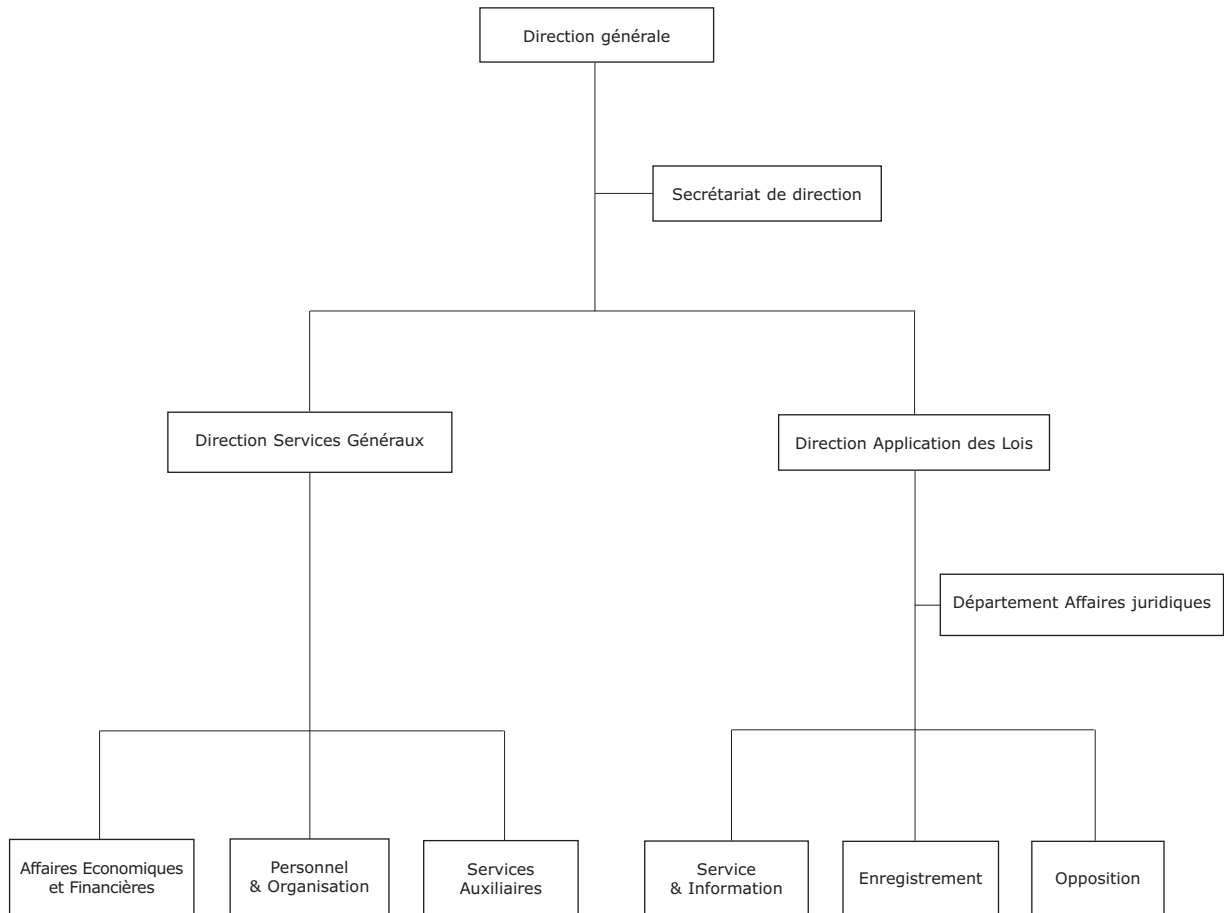 Direction générale
Secrétariat de direction
Direction Services Généraux
Direction Application des Lois
Département Affaires juridiques
Affaires Economiques
et Financières
Personnel
& Organisation
Services
Auxiliaires
Service
& Information
Enregistrement
Opposition